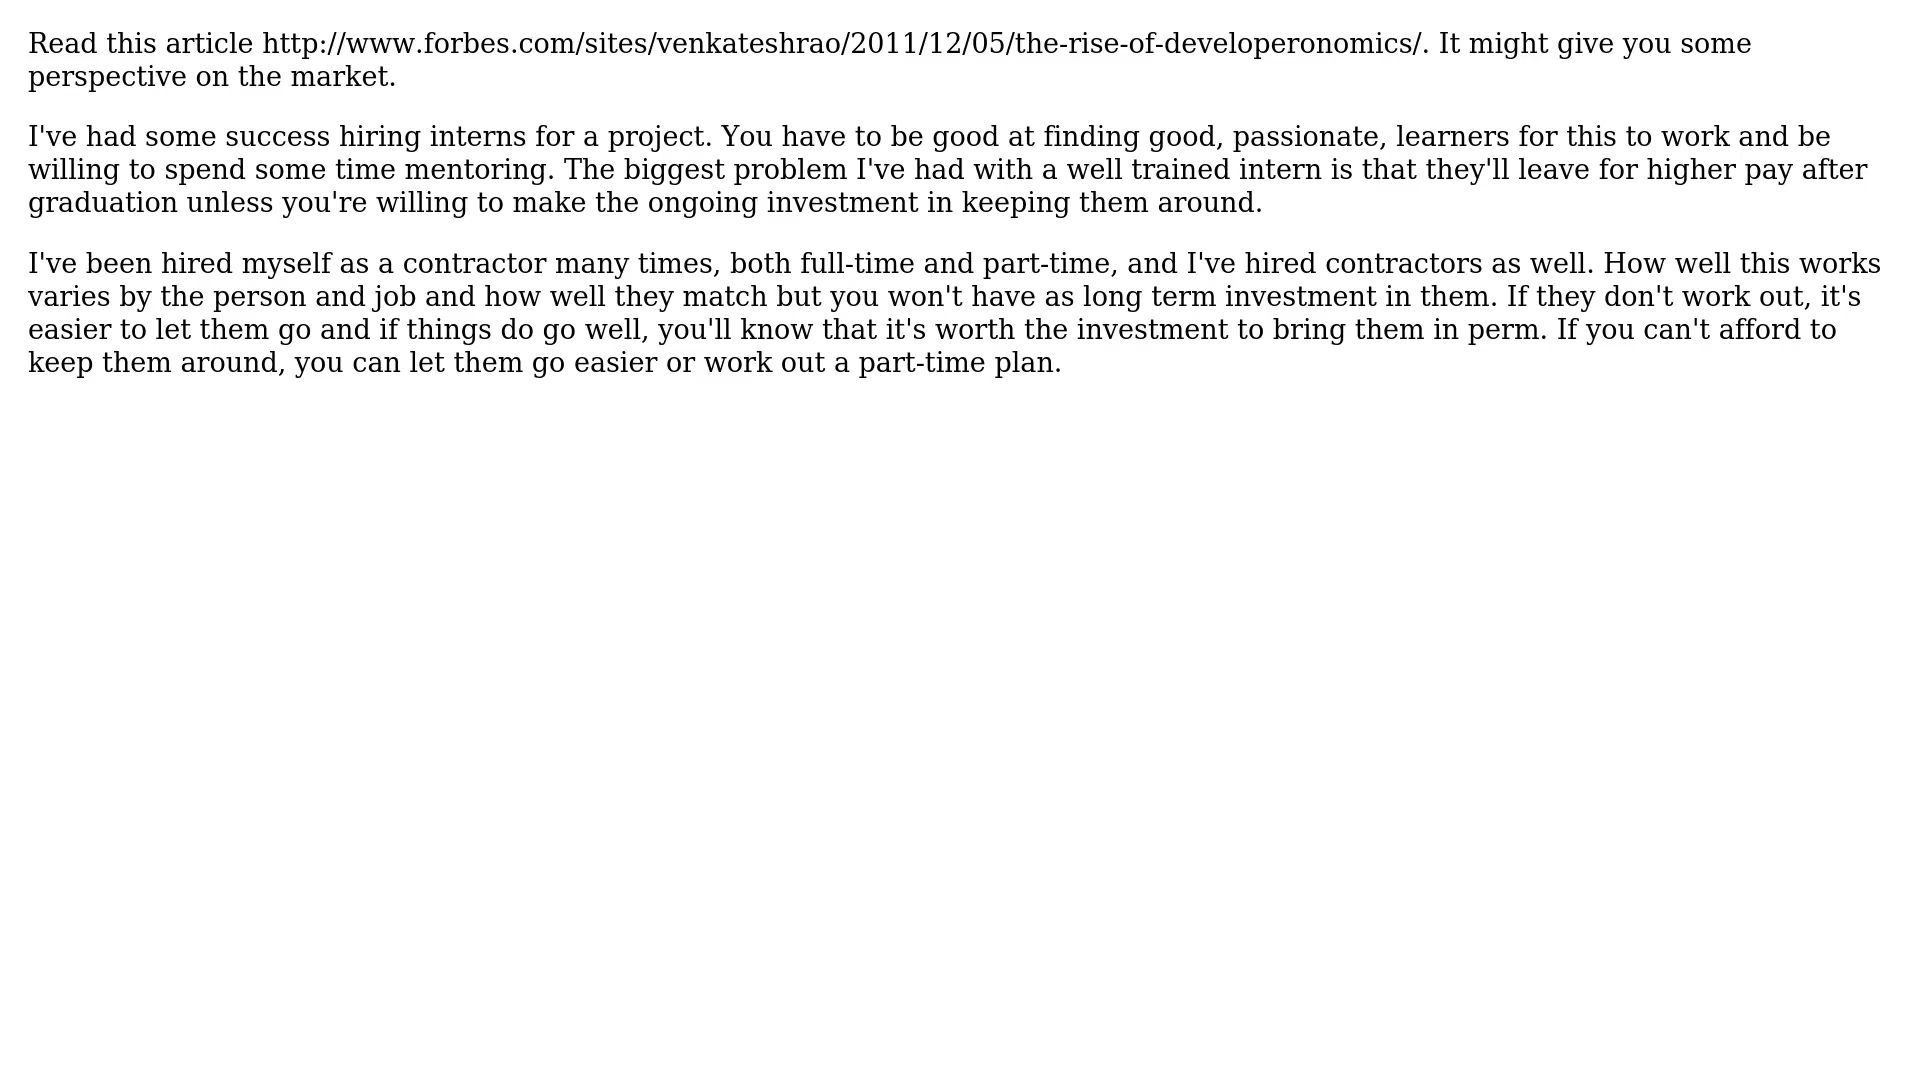 Read this article http://www.forbes.com/sites/venkateshrao/2011/12/05/the-rise-of-developeronomics/. It might give you some
perspective on the market.
I've had some success hiring interns for a project. You have to be good at finding good, passionate, learners for this to work and be
willing to spend some time mentoring. The biggest problem I've had with a well trained intern is that they'll leave for higher pay after
graduation unless you're willing to make the ongoing investment in keeping them around.
I've been hired myself as a contractor many times, both full-time and part-time, and I've hired contractors as well. How well this works
varies by the person and job and how well they match but you won't have as long term investment in them. If they don't work out, it's
easier to let them go and if things do go well, you'll know that it's worth the investment to bring them in perm. If you can't afford to
keep them around, you can let them go easier or work out a part-time plan.